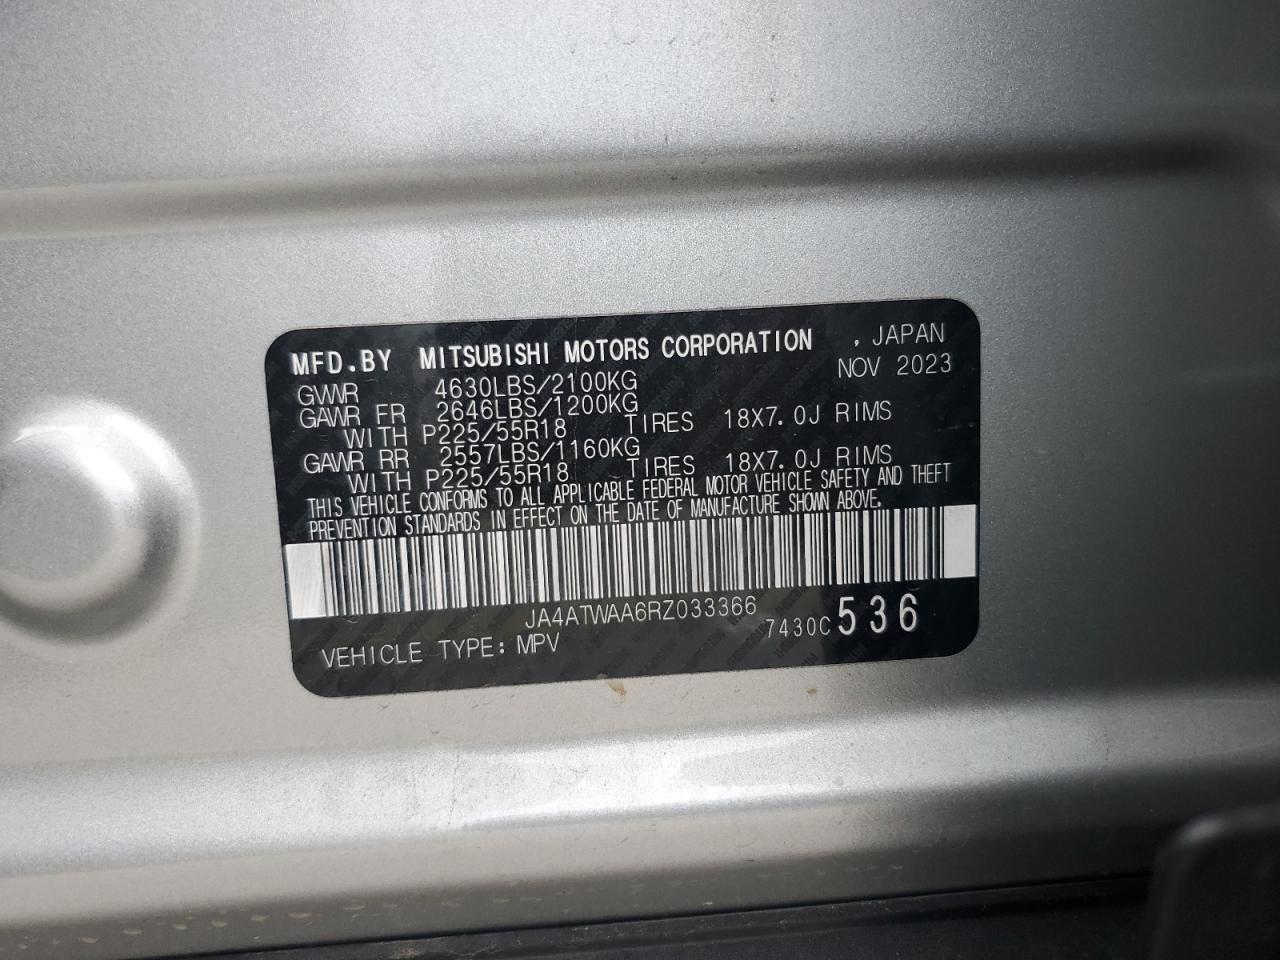 MFD.BY MITSUBISHI MOTORS CORPORATION , JAPAN
NOV 2023
GVWR 4630LBS/2100KG
GAWR FR 2646LBS/1200KG
WITH P225/55R18 TIRES 18X7.0J RIMS
GAWR RR 2557LBS/1160KG
WITH P225/55R18 TIRES 18X7.0J RIMS
THIS VEHICLE CONFORMS TO ALL APPLICABLE FEDERAL MOTOR VEHICLE SAFETY AND THEFT
PREVENTION STANDARDS IN EFFECT ON THE DATE OF MANUFACTURE SHOWN ABOVE.
JA4ATWAA6RZ033366
7430C 536
VEHICLE TYPE: MPV